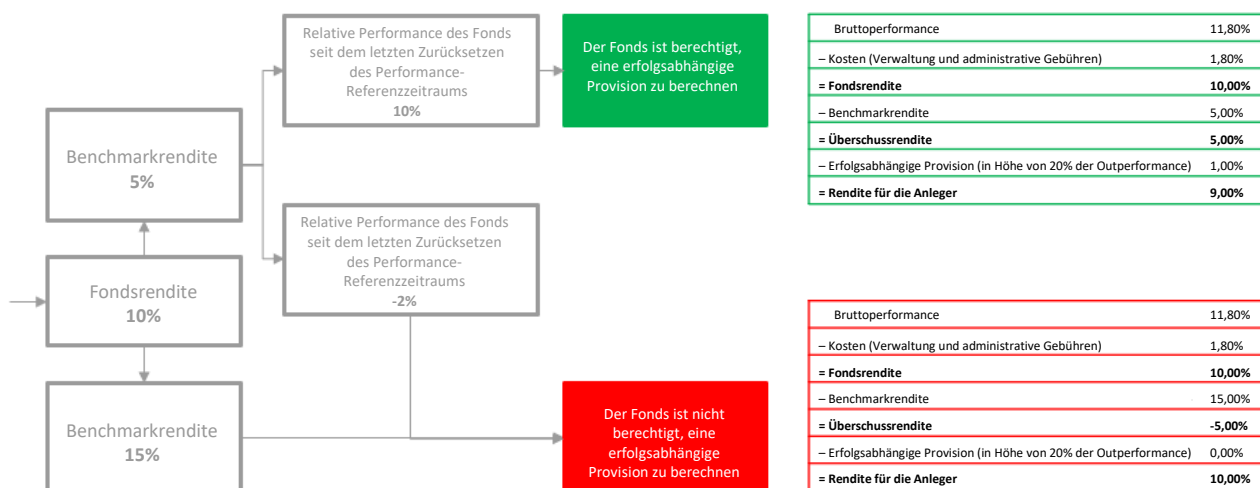 Relative Performance des Fonds
seit dem letzten Zurücksetzen
des Performance-
Referenzzeitraums
10%
Der Fonds ist berechtigt,
eine erfolgsabhängige
Provision zu berechnen
Benchmarkrendite
5%
Relative Performance des Fonds
seit dem letzten Zurücksetzen
des Performance-
Referenzzeitraums
-2%
Fondsrendite
10%
Benchmarkrendite
15%
Der Fonds ist nicht
berechtigt, eine
erfolgsabhängige
Provision zu berechnen
Bruttoperformance 11,80%
– Kosten (Verwaltung und administrative Gebühren) 1,80%
= Fondsrendite 10,00%
– Benchmarkrendite 5,00%
= Überschussrendite 5,00%
– Erfolgsabhängige Provision (in Höhe von 20% der Outperformance) 1,00%
= Rendite für die Anleger 9,00%
Bruttoperformance 11,80%
– Kosten (Verwaltung und administrative Gebühren) 1,80%
= Fondsrendite 10,00%
– Benchmarkrendite 15,00%
= Überschussrendite -5,00%
– Erfolgsabhängige Provision (in Höhe von 20% der Outperformance) 0,00%
= Rendite für die Anleger 10,00%